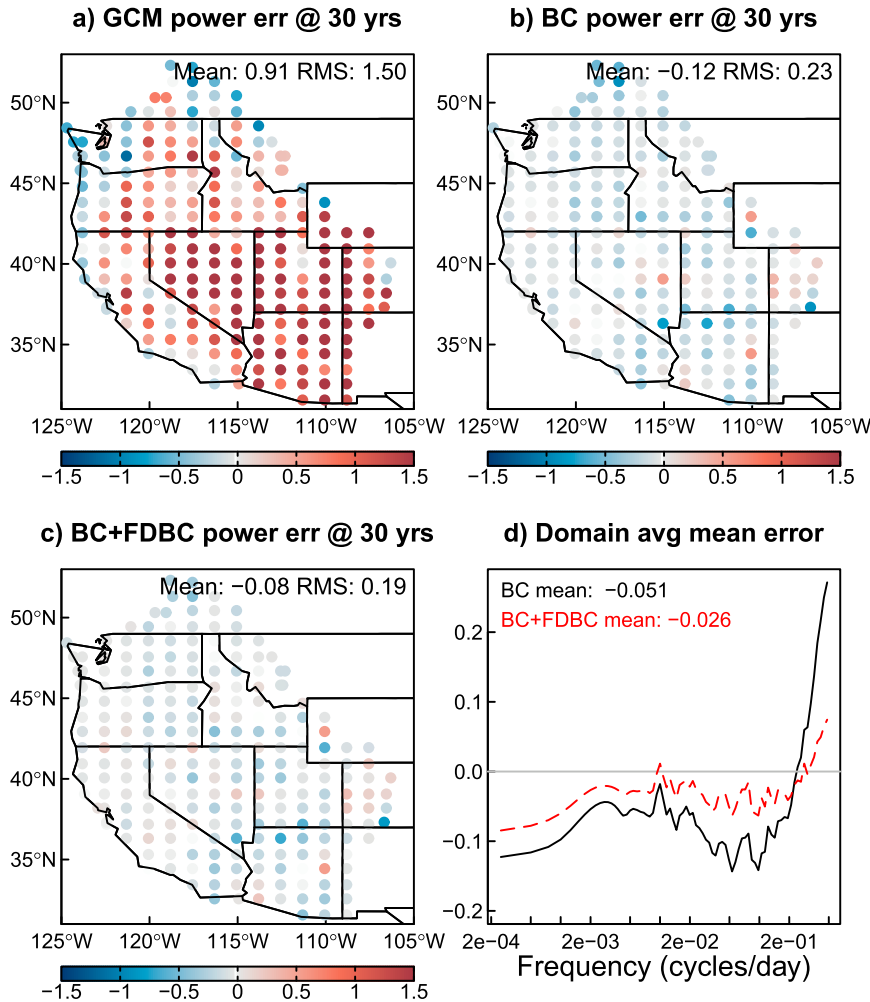 a) GCM power err @ 30 yrs
Mean: 0.91 RMS: 1.50
50°N
45°N
40°N
35°N
125°W 120°W 115°W 110°W 105°W
−1.5 −1 −0.5 0 0.5 1 1.5
b) BC power err @ 30 yrs
Mean: −0.12 RMS: 0.23
50°N
45°N
40°N
35°N
125°W 120°W 115°W 110°W 105°W
−1.5 −1 −0.5 0 0.5 1 1.5
c) BC+FDBC power err @ 30 yrs
Mean: −0.08 RMS: 0.19
50°N
45°N
40°N
35°N
125°W 120°W 115°W 110°W 105°W
−1.5 −1 −0.5 0 0.5 1 1.5
d) Domain avg mean error
BC mean: −0.051
BC+FDBC mean: −0.026
0.2
0.1
0.0
−0.1
−0.2
2e−04 2e−03 2e−02 2e−01
Frequency (cycles/day)